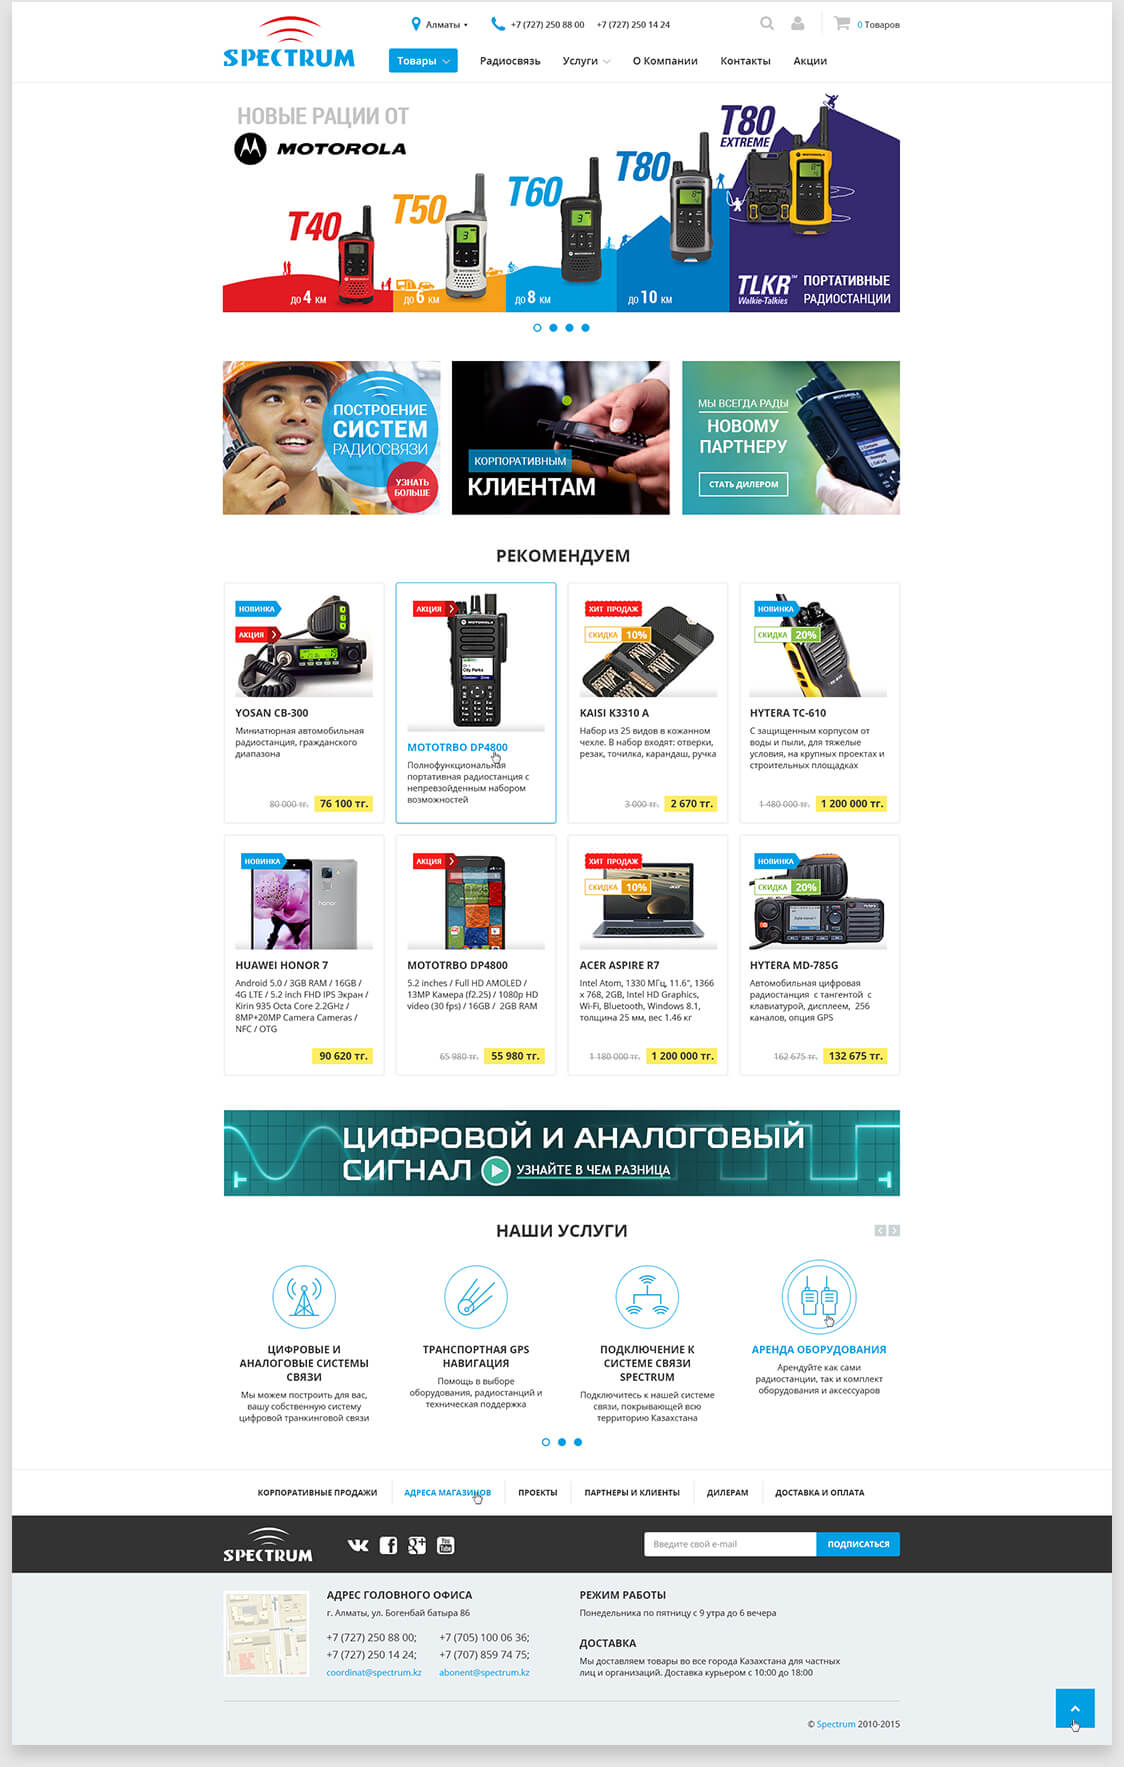 SPECTRUM
Алматы
+7 (727) 250 88 00 +7 (727) 250 14 24
0 Товаров
Товары Радиосвязь Услуги О Компании Контакты Акции
НОВЫЕ РАЦИИ ОТ
MOTOROLA
T40
T50
T60
T80
T80
EXTREME
до 4 км
до 6 км
до 8 км
до 10 км
TLKR™
Walkie-Talkies
ПОРТАТИВНЫЕ
РАДИОСТАНЦИИ
ПОСТРОЕНИЕ
СИСТЕМ
РАДИОСВЯЗИ
УЗНАТЬ
БОЛЬШЕ
КОРПОРАТИВНЫМ
КЛИЕНТАМ
МЫ ВСЕГДА РАДЫ
НОВОМУ
ПАРТНЕРУ
СТАТЬ ДИЛЕРОМ
РЕКОМЕНДУЕМ
НОВИНКА
АКЦИЯ
YOSAN CB-300
Миниатюрная автомобильная
радиостанция, гражданского
диапазона
80 000 тг. 76 100 тг.
АКЦИЯ
MOTOTRBO DP4800
Полнофункциональная
портативная радиостанция с
непревзойденным набором
возможностей
ХИТ ПРОДАЖ
СКИДКА 10%
KAISI K3310 A
Набор из 25 видов в кожанном
чехле. В набор входят: отверки,
резак, точилка, карандаш, ручка
3 000 тг. 2 670 тг.
НОВИНКА
СКИДКА 20%
HYTERA TC-610
С защищенным корпусом от
воды и пыли, для тяжелые
условия, на крупных проектах и
строительных площадках
1 480 000 тг. 1 200 000 тг.
НОВИНКА
honor
HUAWEI HONOR 7
Android 5.0 / 3GB RAM / 16GB /
4G LTE / 5.2 inch FHD IPS Экран /
Kirin 935 Octa Core 2.2GHz /
8MP+20MP Camera Cameras /
NFC / OTG
90 620 тг.
АКЦИЯ
MOTOTRBO DP4800
5.2 inches / Full HD AMOLED /
13MP Камера (f2.25) / 1080p HD
video (30 fps) / 16GB / 2GB RAM
65 980 тг. 55 980 тг.
ХИТ ПРОДАЖ
СКИДКА 10%
ACER ASPIRE R7
Intel Atom, 1330 МГц, 11.6", 1366
x 768, 2GB, Intel HD Graphics,
Wi-Fi, Bluetooth, Windows 8.1,
толщина 25 мм, вес 1.46 кг
1 180 000 тг. 1 200 000 тг.
НОВИНКА
СКИДКА 20%
HYTERA MD-785G
Автомобильная цифровая
радиостанция с тангентой с
клавиатурой, дисплеем, 256
каналов, опция GPS
162 675 тг. 132 675 тг.
ЦИФРОВОЙ И АНАЛОГОВЫЙ
СИГНАЛ УЗНАЙТЕ В ЧЕМ РАЗНИЦА
НАШИ УСЛУГИ
ЦИФРОВЫЕ И
АНАЛОГОВЫЕ СИСТЕМЫ
СВЯЗИ
Мы можем построить для вас,
вашу собственную систему
цифровой транкинговой связи
ТРАНСПОРТНАЯ GPS
НАВИГАЦИЯ
Помощь в выборе
оборудования, радиостанций и
техническая поддержка
ПОДКЛЮЧЕНИЕ К
СИСТЕМЕ СВЯЗИ
SPECTRUM
Подключитесь к нашей системе
связи, покрывающей всю
территорию Казахстана
АРЕНДА ОБОРУДОВАНИЯ
Арендуйте как сами
радиостанции, так и комплект
оборудования и аксессуаров
КОРПОРАТИВНЫЕ ПРОДАЖИ АДРЕСА МАГАЗИНОВ ПРОЕКТЫ ПАРТНЕРЫ И КЛИЕНТЫ ДИЛЕРАМ ДОСТАВКА И ОПЛАТА
SPECTRUM
You Tube
Введите свой e-mail
ПОДПИСАТЬСЯ
АДРЕС ГОЛОВНОГО ОФИСА
г. Алматы, ул. Богенбай батыра 86
+7 (727) 250 88 00; +7 (705) 100 06 36;
+7 (727) 250 14 24; +7 (707) 859 74 75;
coordinat@spectrum.kz abonent@spectrum.kz
РЕЖИМ РАБОТЫ
Понедельника по пятницу с 9 утра до 6 вечера
ДОСТАВКА
Мы доставляем товары во все города Казахстана для частных
лиц и организаций. Доставка курьером с 10:00 до 18:00
© Spectrum 2010-2015